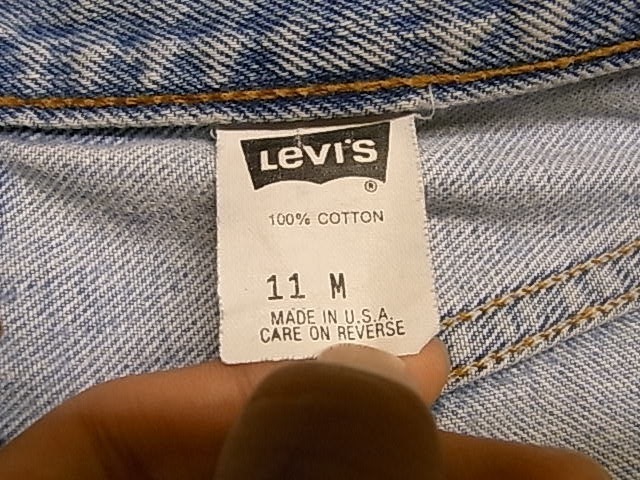 Levi's
®
100% COTTON
11 M
MADE IN U.S.A.
CARE ON REVERSE